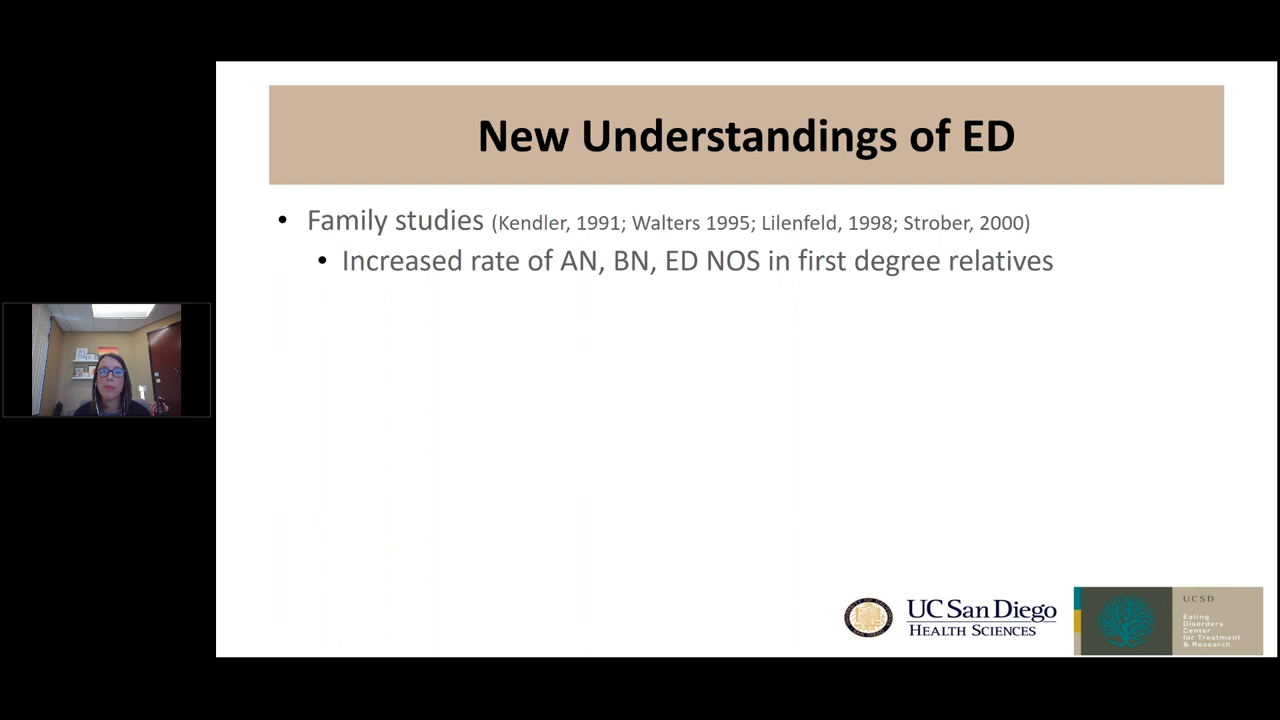 New Understandings of ED
• Family studies (Kendler, 1991; Walters 1995; Lilenfeld, 1998; Strober, 2000)
• Increased rate of AN, BN, ED NOS in first degree relatives
UC San Diego
HEALTH SCIENCES
UCSD
Eating
Disorders
Center
for Treatment
& Research